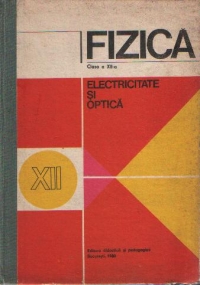 FIZICA
Clasa a XII-a
ELECTRICITATE
ȘI
OPTICĂ
XII
Editura didactică și pedagogică
București